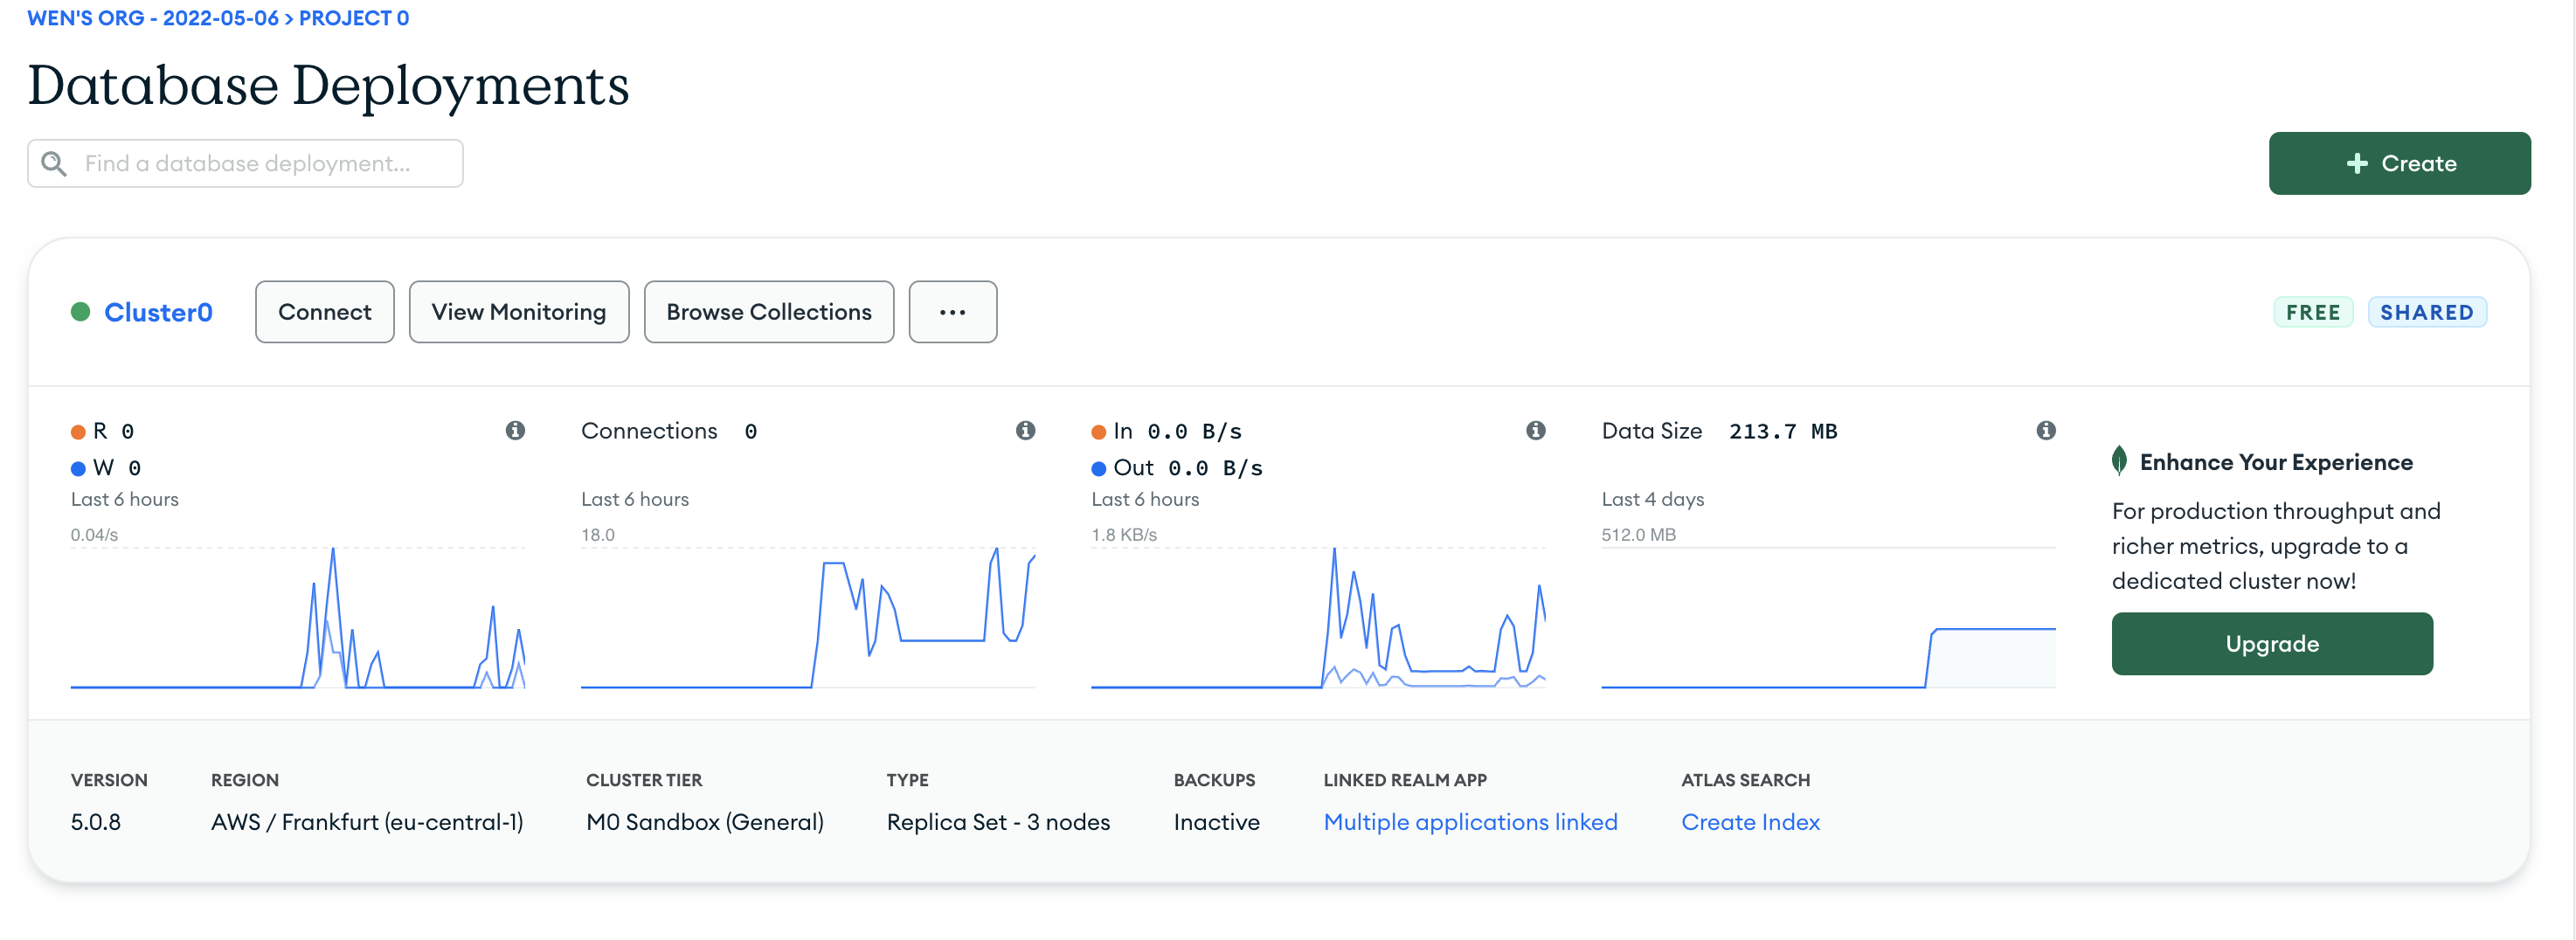 WEN'S ORG - 2022-05-06 > PROJECT 0
Database Deployments
Find a database deployment...
+ Create
Cluster0
Connect
View Monitoring
Browse Collections
...
FREE
SHARED
R 0
W 0
Last 6 hours
0.04/s
Connections 0
Last 6 hours
18.0
In 0.0 B/s
Out 0.0 B/s
Last 6 hours
1.8 KB/s
Data Size 213.7 MB
Last 4 days
512.0 MB
Enhance Your Experience
For production throughput and
richer metrics, upgrade to a
dedicated cluster now!
Upgrade
VERSION
5.0.8
REGION
AWS / Frankfurt (eu-central-1)
CLUSTER TIER
M0 Sandbox (General)
TYPE
Replica Set - 3 nodes
BACKUPS
Inactive
LINKED REALM APP
Multiple applications linked
ATLAS SEARCH
Create Index